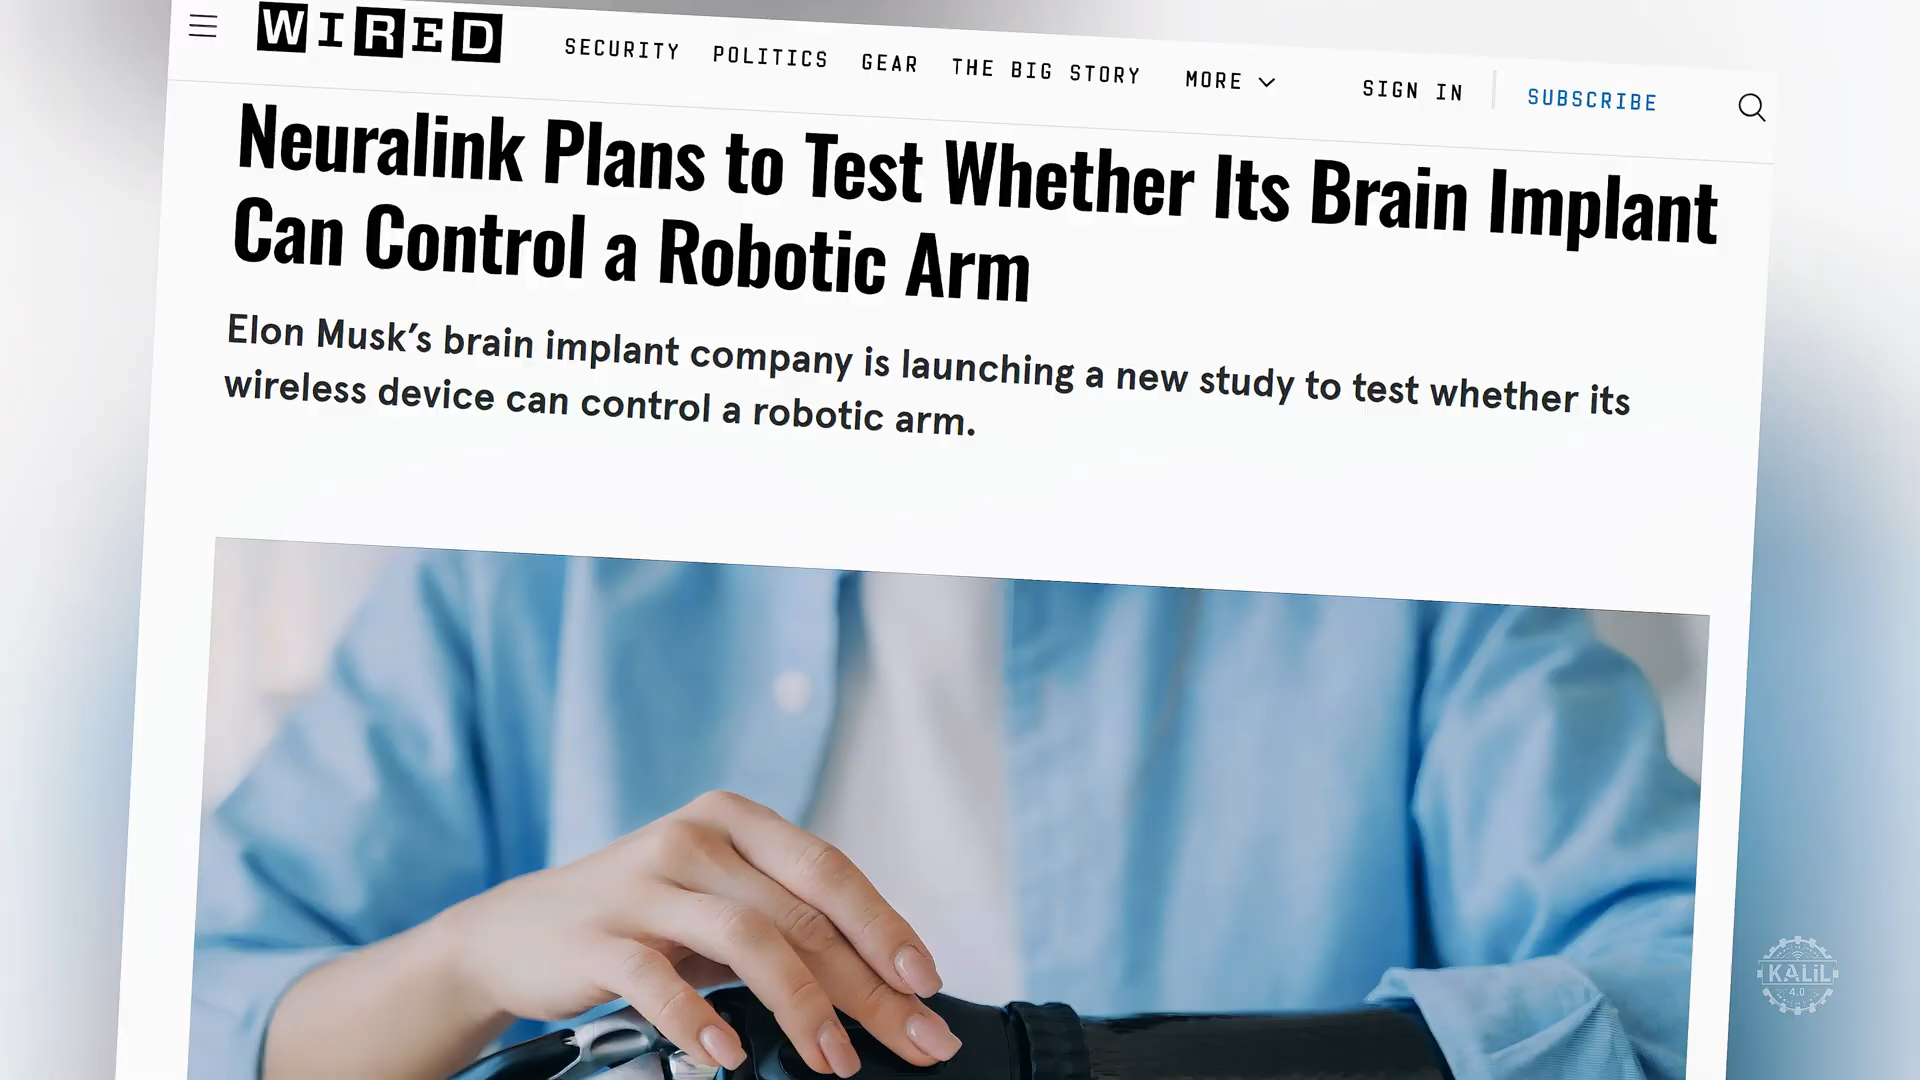 WIRED
SECURITY POLITICS GEAR THE BIG STORY MORE SIGN IN SUBSCRIBE
Neuralink Plans to Test Whether Its Brain Implant
Can Control a Robotic Arm
Elon Musk’s brain implant company is launching a new study to test whether its
wireless device can control a robotic arm.
KALiL
4.0